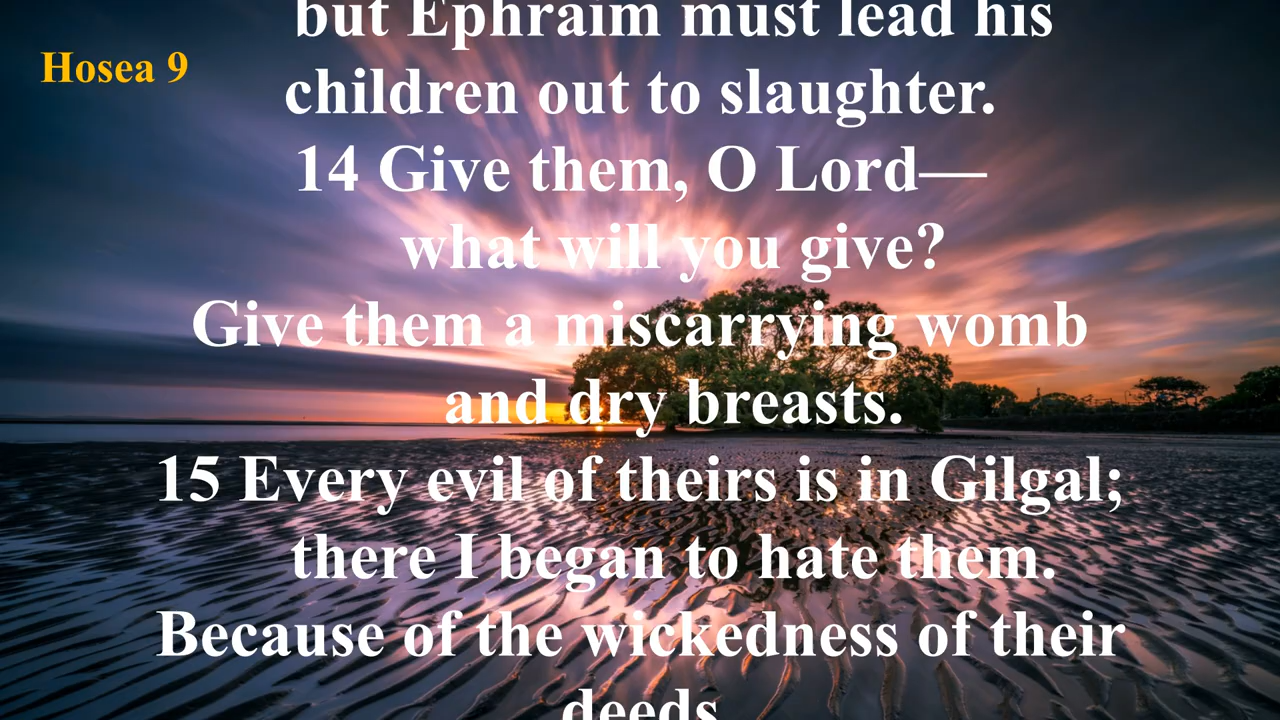 but Ephraim must lead his
Hosea 9
children out to slaughter.
14 Give them, O Lord—
what will you give?
Give them a miscarrying womb
and dry breasts.
15 Every evil of theirs is in Gilgal;
there I began to hate them.
Because of the wickedness of their
deeds